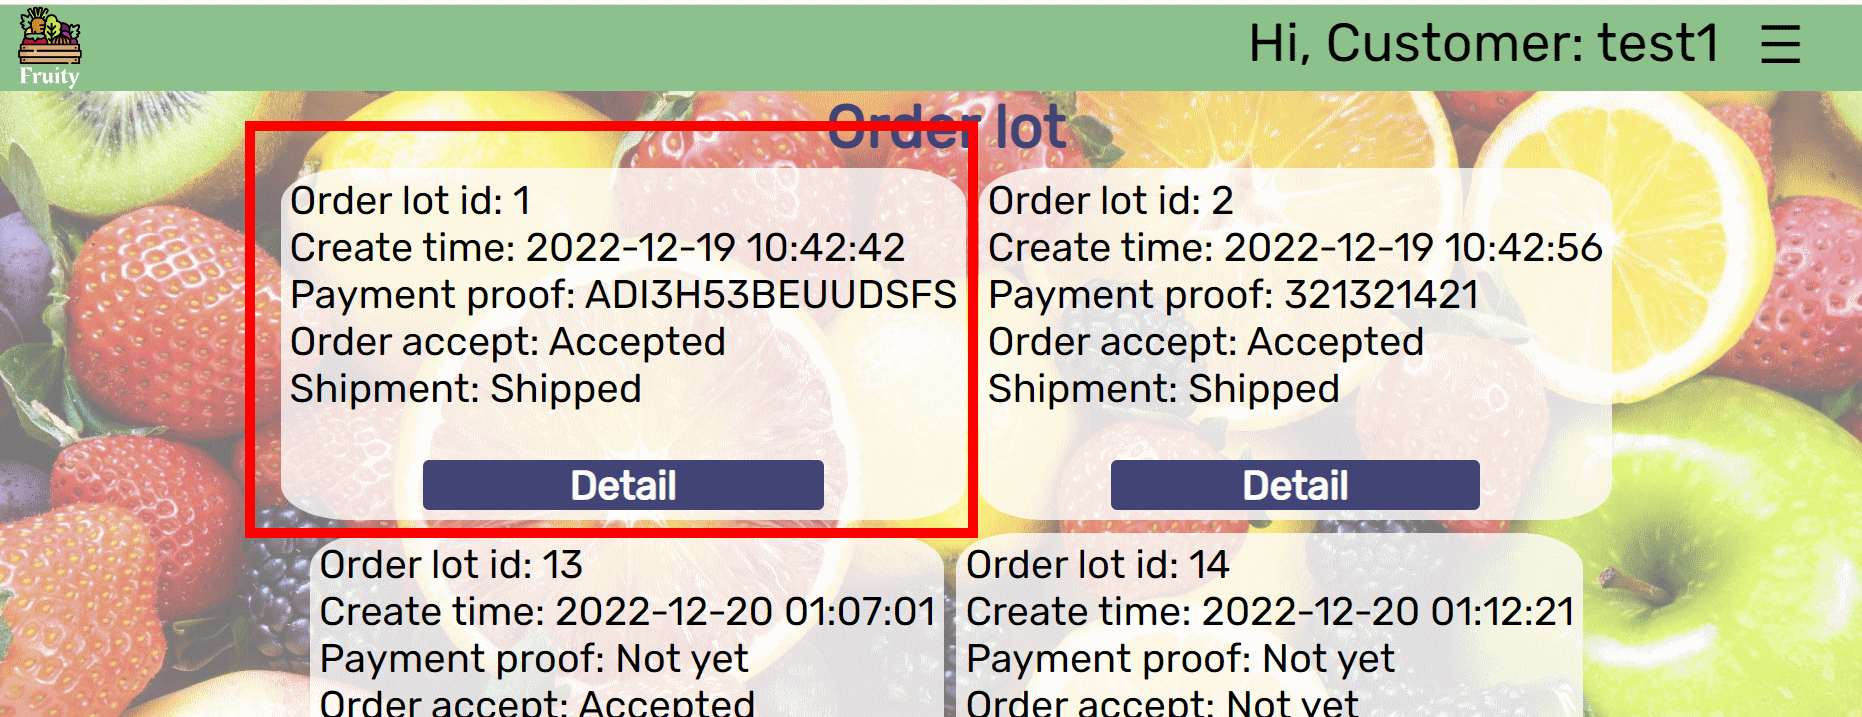 Fruity
Hi, Customer: test1
Order lot
Order lot id: 1
Create time: 2022-12-19 10:42:42
Payment proof: ADI3H53BEUUDSFS
Order accept: Accepted
Shipment: Shipped
Detail
Order lot id: 2
Create time: 2022-12-19 10:42:56
Payment proof: 321321421
Order accept: Accepted
Shipment: Shipped
Detail
Order lot id: 13
Create time: 2022-12-20 01:07:01
Payment proof: Not yet
Order accept: Accepted
Order lot id: 14
Create time: 2022-12-20 01:12:21
Payment proof: Not yet
Order accept: Not yet